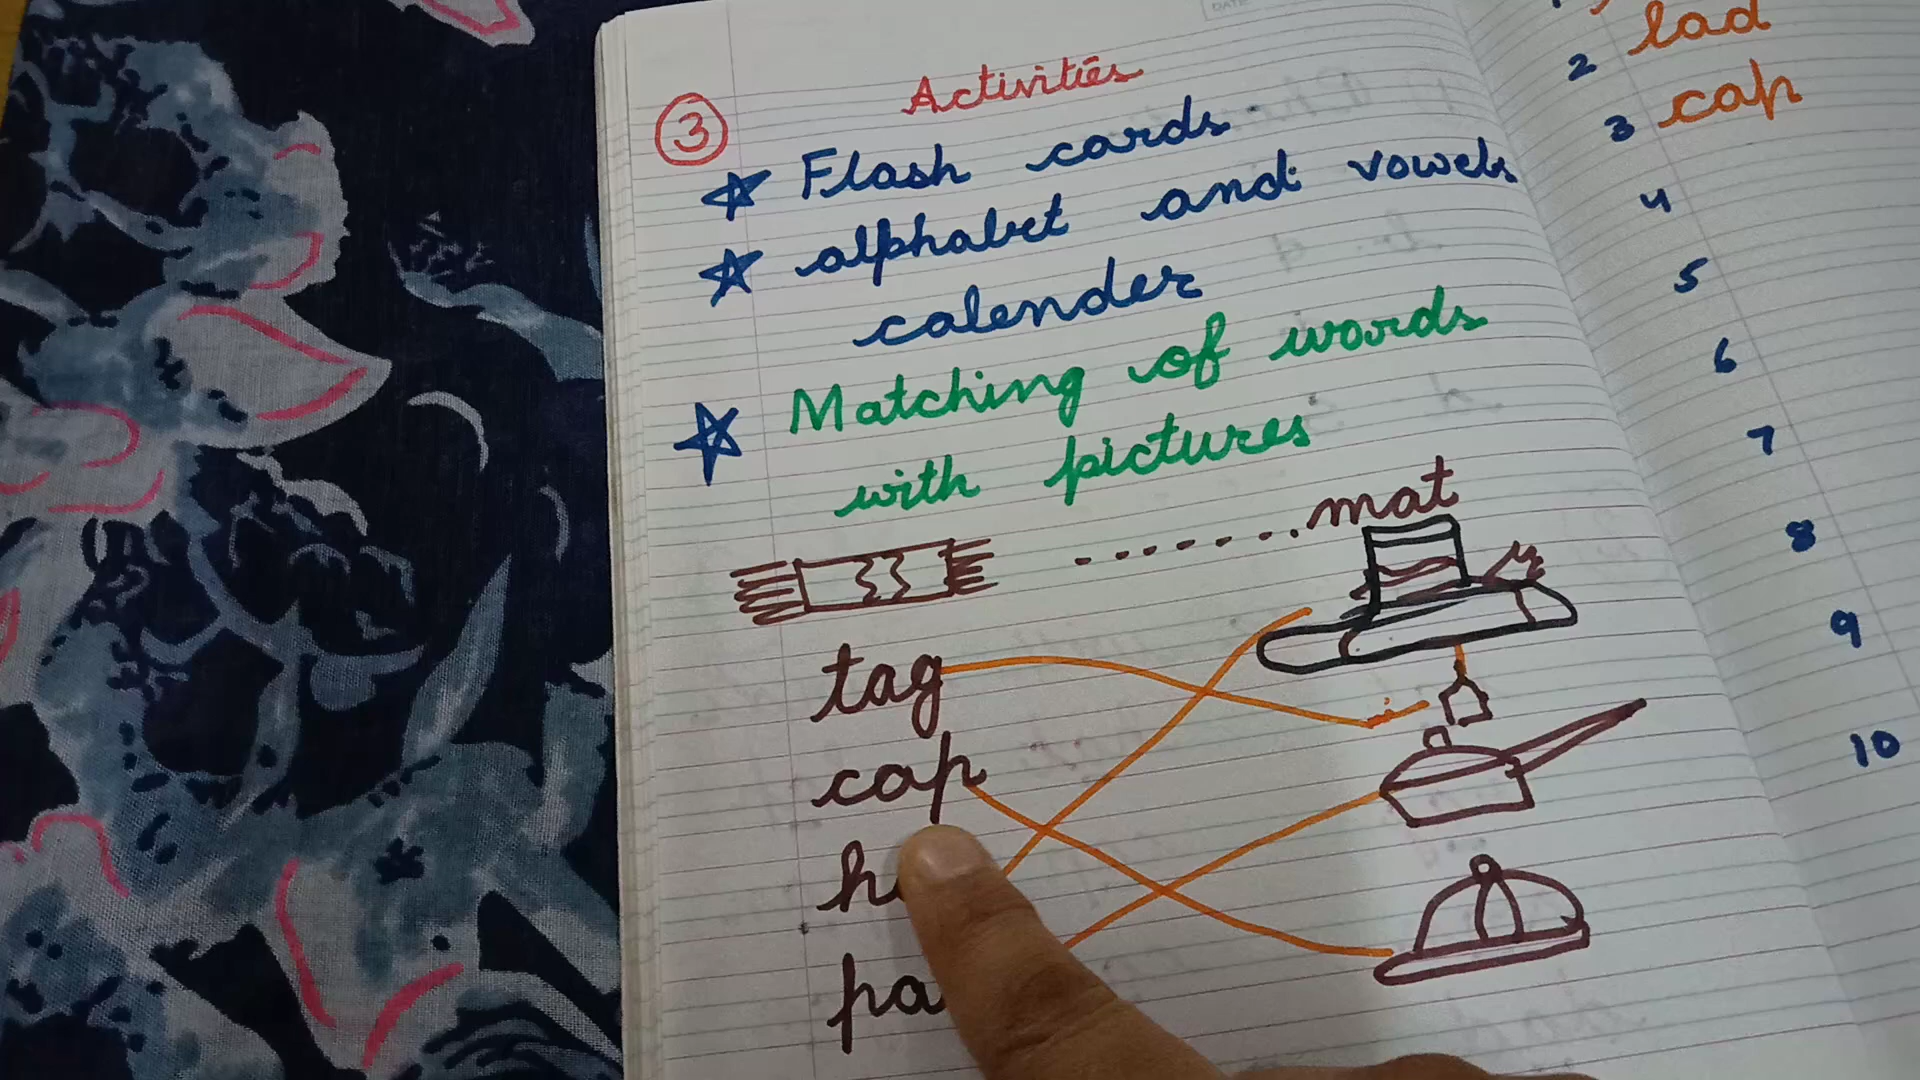 Activities
3
Flash cards.
alphabet and vowels
calender
Matching of words
with pictures
.......mat
tag
cap
2 lad
3 cap
4
5
6
7
8
9
10